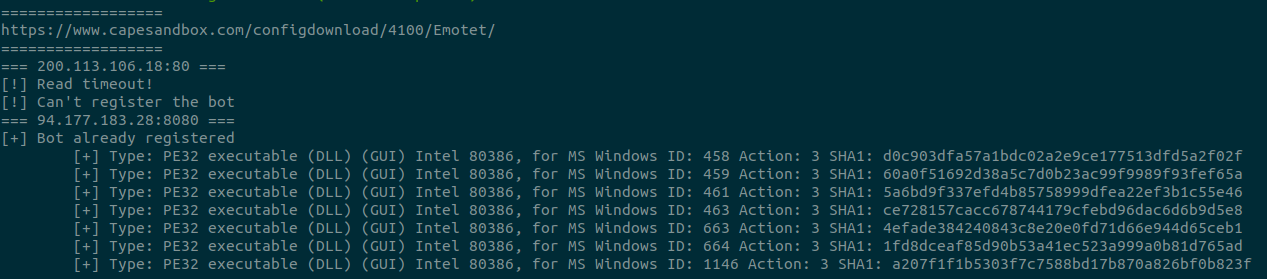 ==================
https://www.capesandbox.com/configdownload/4100/Emotet/
==================
=== 200.113.106.18:80 ===
[!] Read timeout!
[!] Can't register the bot
=== 94.177.183.28:8080 ===
[+] Bot already registered
[+] Type: PE32 executable (DLL) (GUI) Intel 80386, for MS Windows ID: 458 Action: 3 SHA1: d0c903dfa57a1bdc02a2e9ce177513dfd5a2f02f
[+] Type: PE32 executable (DLL) (GUI) Intel 80386, for MS Windows ID: 459 Action: 3 SHA1: 60a0f51692d38a5c7d0b23ac99f9989f93fef65a
[+] Type: PE32 executable (DLL) (GUI) Intel 80386, for MS Windows ID: 461 Action: 3 SHA1: 5a6bd9f337efd4b85758999dfea22ef3b1c55e46
[+] Type: PE32 executable (DLL) (GUI) Intel 80386, for MS Windows ID: 463 Action: 3 SHA1: ce728157cacc678744179cfebd96dac6d6b9d5e8
[+] Type: PE32 executable (DLL) (GUI) Intel 80386, for MS Windows ID: 663 Action: 3 SHA1: 4efade384240843c8e20e0fd71d66e944d65ceb1
[+] Type: PE32 executable (DLL) (GUI) Intel 80386, for MS Windows ID: 664 Action: 3 SHA1: 1fd8dceaf85d90b53a41ec523a999a0b81d765ad
[+] Type: PE32 executable (DLL) (GUI) Intel 80386, for MS Windows ID: 1146 Action: 3 SHA1: a207f1f1b5303f7c7588bd17b870a826bf0b823f